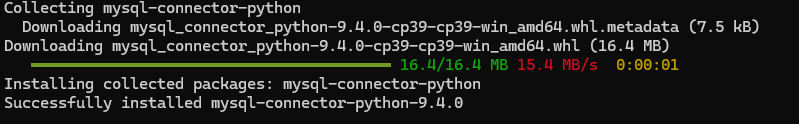 Collecting mysql-connector-python
  Downloading mysql_connector_python-9.4.0-cp39-cp39-win_amd64.whl.metadata (7.5 kB)
Downloading mysql_connector_python-9.4.0-cp39-cp39-win_amd64.whl (16.4 MB)
16.4/16.4 MB 15.4 MB/s  0:00:01
Installing collected packages: mysql-connector-python
Successfully installed mysql-connector-python-9.4.0